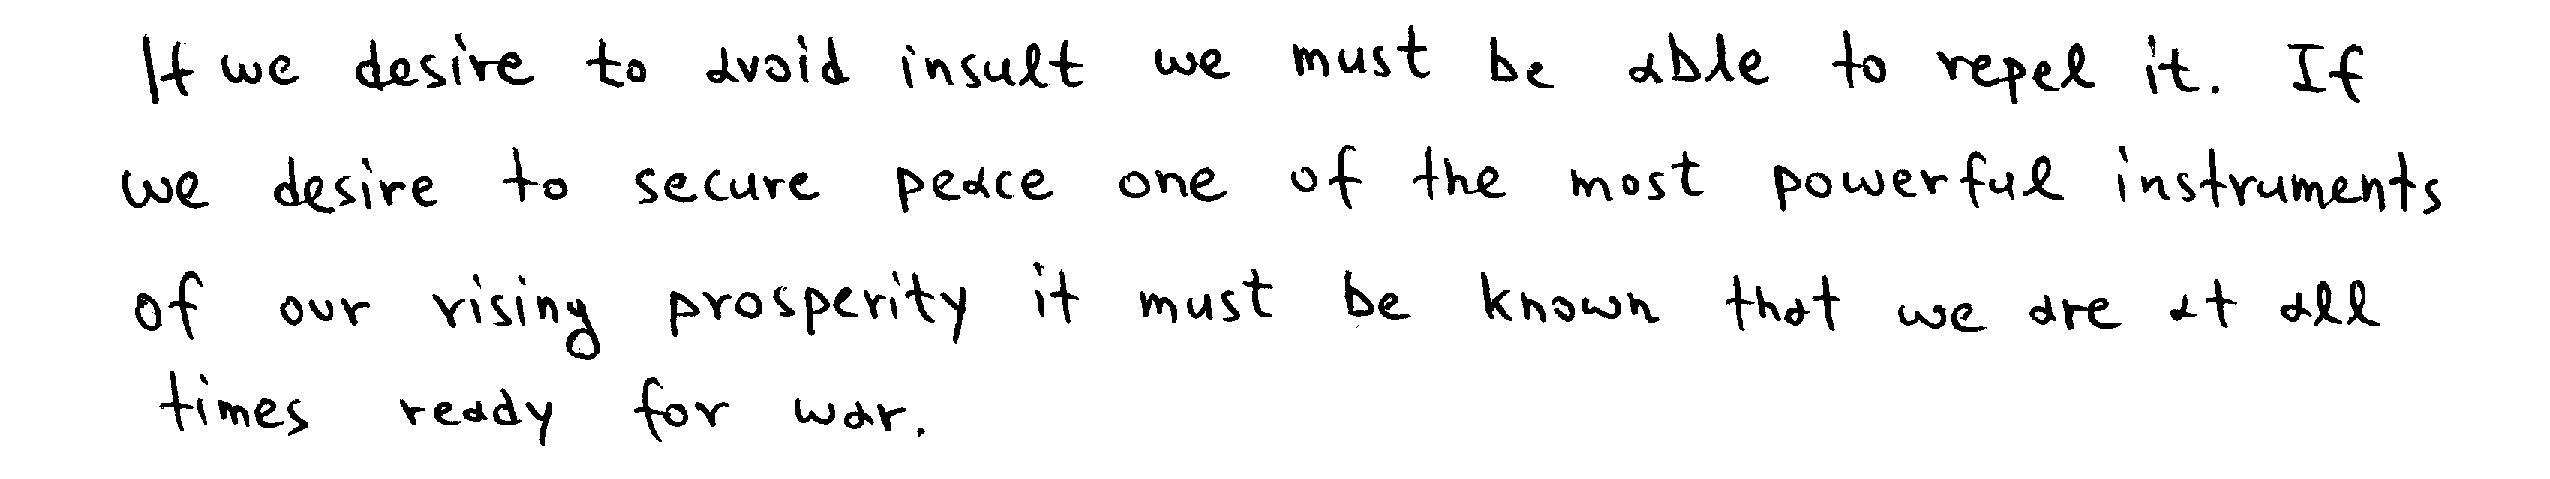 If we desire to avoid insult we must be able to repel it. If
we desire to secure peace one of the most powerful instruments
of our rising prosperity it must be known that we are at all
times ready for war.